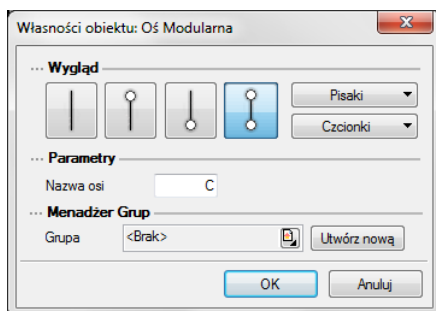 Własności obiektu: Oś Modularna
Wygląd
Pisaki
Czcionki
Parametry
Nazwa osi C
Menadżer Grup
Grupa <Brak> Utwórz nową
OK Anuluj